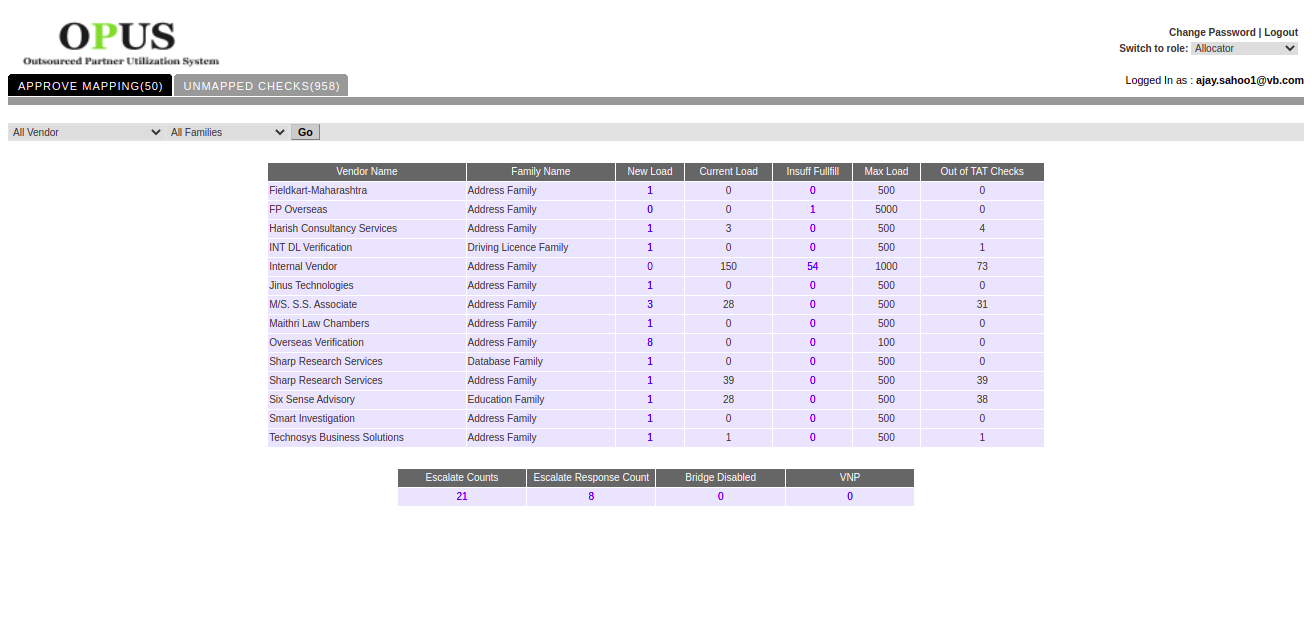 OPUS
Outsourced Partner Utilization System
Change Password | Logout
Switch to role: Allocator
APPROVE MAPPING(50) UNMAPPED CHECKS(958)
Logged In as : ajay.sahoo1@vb.com
All Vendor All Families Go
Vendor Name Family Name New Load Current Load Insuff Fullfill Max Load Out of TAT Checks
Fieldkart-Maharashtra Address Family 1 0 0 500 0
FP Overseas Address Family 0 0 1 5000 0
Harish Consultancy Services Address Family 1 3 0 500 4
INT DL Verification Driving Licence Family 1 0 0 500 1
Internal Vendor Address Family 0 150 54 1000 73
Jinus Technologies Address Family 1 0 0 500 0
M/S. S.S. Associate Address Family 3 28 0 500 31
Maithri Law Chambers Address Family 1 0 0 500 0
Overseas Verification Address Family 8 0 0 100 0
Sharp Research Services Database Family 1 0 0 500 0
Sharp Research Services Address Family 1 39 0 500 39
Six Sense Advisory Education Family 1 28 0 500 38
Smart Investigation Address Family 1 0 0 500 0
Technosys Business Solutions Address Family 1 1 0 500 1
Escalate Counts Escalate Response Count Bridge Disabled VNP
21 8 0 0